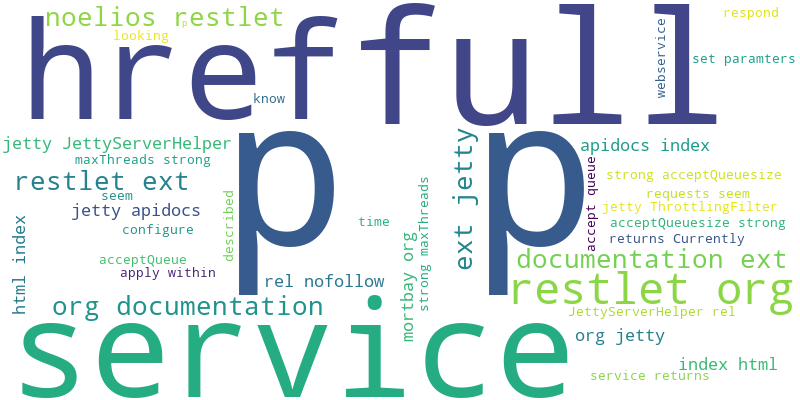 noelios restlet
p
looking
href
full
know
respond
set paramters
webservice
jetty JettyServerHelper
maxThreads strong
p p
apidocs index
restlet ext
seem
jetty apidocs
configure
described
ext jetty
strong maxThreads
accept queue
strong acceptQueuesize
requests seem
jetty ThrottlingFilter
acceptQueuesize strong
returns Currently
time
html index
acceptQueue
apply within
rel nofollow
mortbay org
documentation ext
restlet org
org documentation
JettyServerHelper rel
service
org jetty
index html
service returns